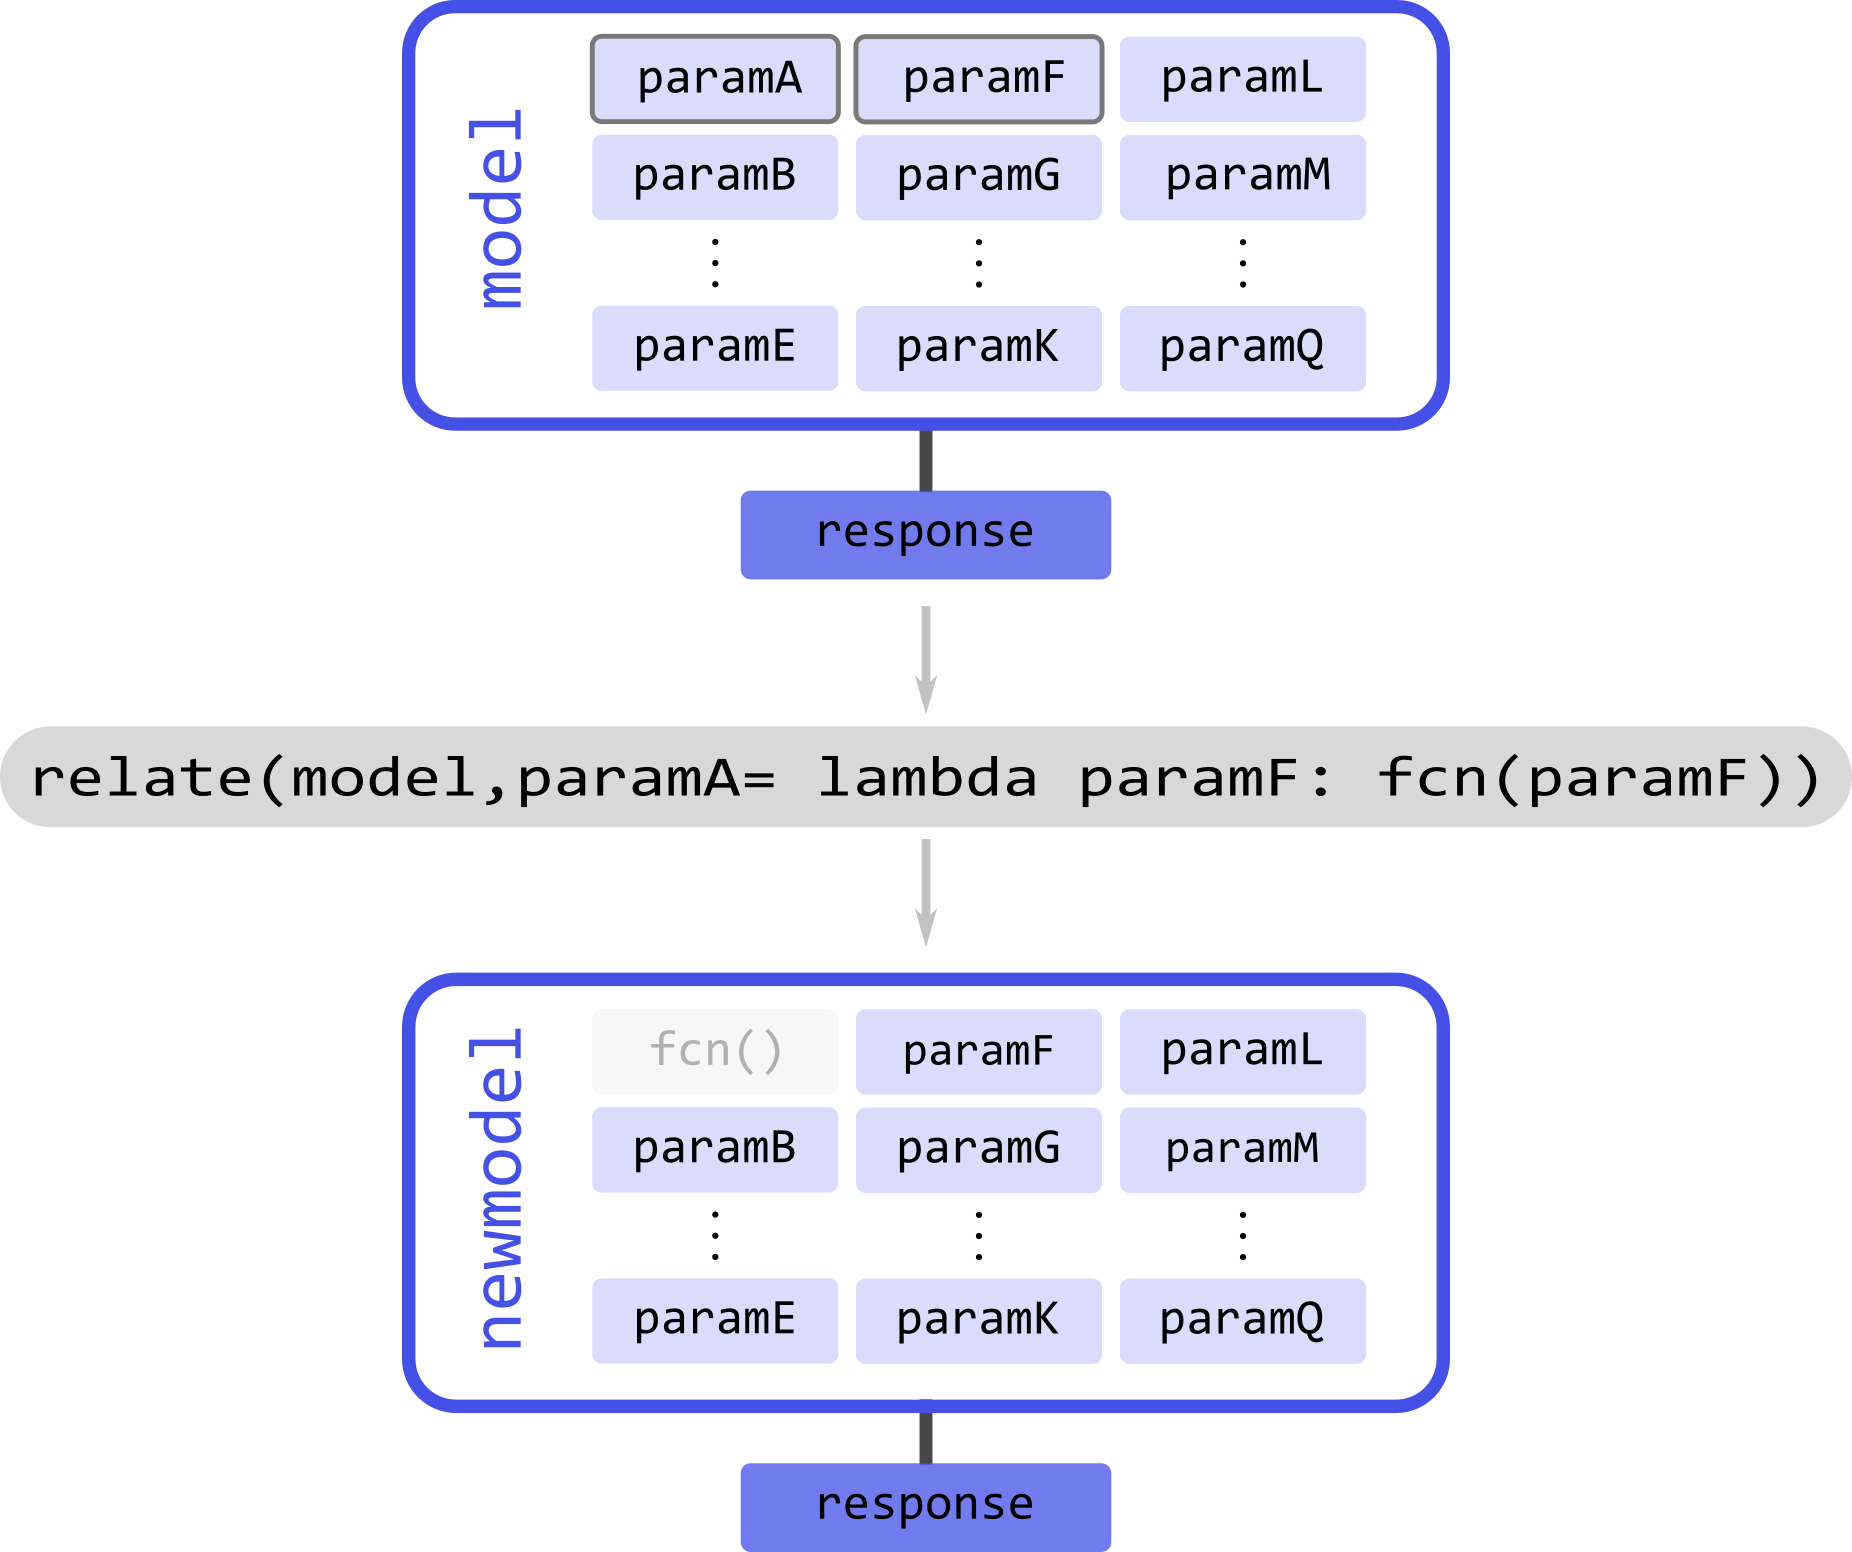 model
paramA paramF paramL
paramB paramG paramM
⋮ ⋮ ⋮
paramE paramK paramQ
response
relate(model,paramA= lambda paramF: fcn(paramF))
newmodel
fcn() paramF paramL
paramB paramG paramM
⋮ ⋮ ⋮
paramE paramK paramQ
response